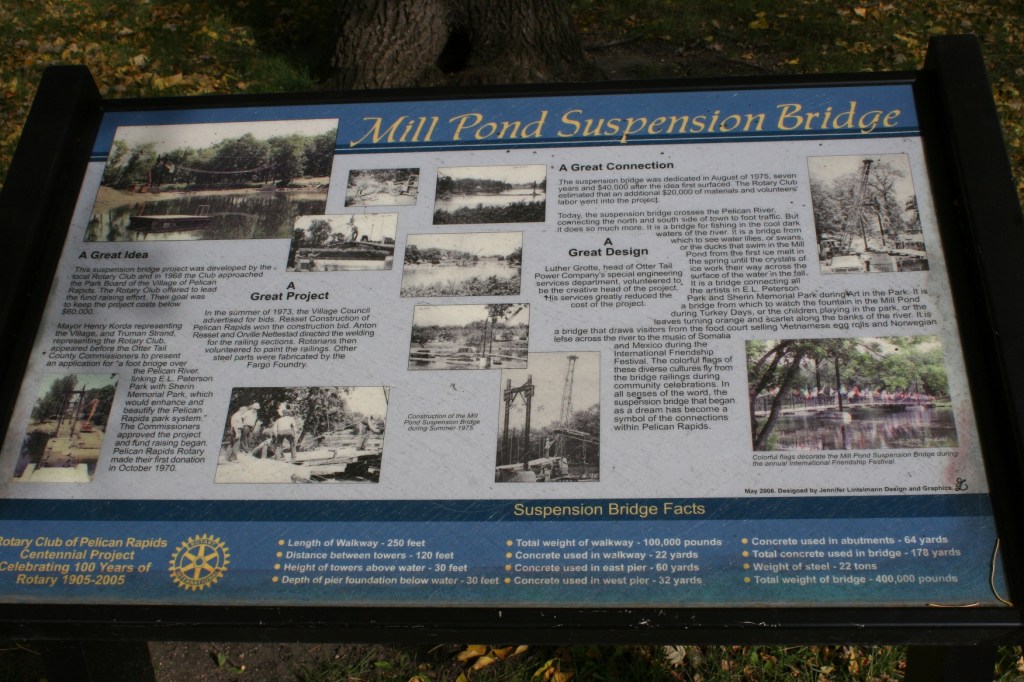 Mill Pond Suspension Bridge
A Great Idea
This suspension bridge project was developed by the
local Rotary Club and in 1968 the Club approached
the Park Board of the Village of Pelican
Rapids. The Rotary Club offered to lead
the fund raising effort. Their goal was
to keep the project costs below
$60,000.
Mayor Henry Korda representing
the Village, and Truman Strand,
representing the Rotary Club,
appeared before the Otter Tail
County Commissioners to present
an application for "a foot bridge over
the Pelican River,
linking E.L. Peterson
Park with Sherin
Memorial Park, which
would enhance and
beautify the Pelican
Rapids park system."
The Commissioners
approved the project
and fund raising began.
Pelican Rapids Rotary
made their first donation
in October 1970.
A
Great Project
In the summer of 1973, the Village Council
advertised for bids. Resset Construction of
Pelican Rapids won the construction bid. Anton
Resset and Orville Nettestad directed the welding
for the railing sections. Rotarians then
volunteered to paint the railings. Other
steel parts were fabricated by the
Fargo Foundry.
Construction of the Mill
Pond Suspension Bridge
during Summer 1975
A
Great Design
Luther Grotte, head of Otter Tail
Power Company's special engineering
services department, volunteered to
be the creative head of the project.
His services greatly reduced the
cost of the project.
A Great Connection
The suspension bridge was dedicated in August of 1975, seven
years and $40,000 after the idea first surfaced. The Rotary Club
estimated that an additional $20,000 of materials and volunteers'
labor went into the project.
Today, the suspension bridge crosses the Pelican River,
connecting the north and south side of town to foot traffic. But
it does so much more. It is a bridge for fishing in the cool dark
waters of the river. It is a bridge from
which to see water lilies, or swans,
or the ducks that swim in the Mill
Pond from the first ice melt in
the spring until the crystals of
ice work their way across the
surface of the water in the fall.
It is a bridge connecting all
the artists in E.L. Peterson
Park and Sherin Memorial Park during Art in the Park. It is
a bridge from which to watch the fountain in the Mill Pond
during Turkey Days, or the children playing in the park, or the
leaves turning orange and scarlet along the banks of the river. It is
a bridge that draws visitors from the food court selling Vietnamese egg rolls and Norwegian
lefse across the river to the music of Somalia
and Mexico during the
International Friendship
Festival. The colorful flags of
these diverse cultures fly from
the bridge railings during
community celebrations. In
all senses of the word, the
suspension bridge that began
as a dream has become a
symbol of the connections
within Pelican Rapids.
Colorful flags decorate the Mill Pond Suspension Bridge during
the annual International Friendship Festival.
May 2006. Designed by Jennifer Lintelmann Design and Graphics.
Suspension Bridge Facts
Rotary Club of Pelican Rapids
Centennial Project
Celebrating 100 Years of
Rotary 1905-2005
• Length of Walkway - 250 feet
• Distance between towers - 120 feet
• Height of towers above water - 30 feet
• Depth of pier foundation below water - 30 feet
• Total weight of walkway - 100,000 pounds
• Concrete used in walkway - 22 yards
• Concrete used in east pier - 60 yards
• Concrete used in west pier - 32 yards
• Concrete used in abutments - 64 yards
• Total concrete used in bridge - 178 yards
• Weight of steel - 22 tons
• Total weight of bridge - 400,000 pounds